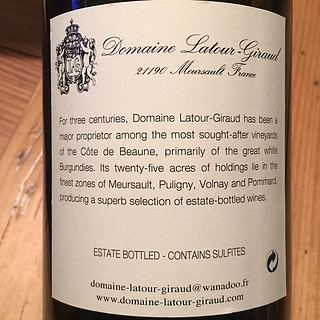 Domaine Latour-Giraud
21190 Meursault France
For three centuries, Domaine Latour-Giraud has been a
major proprietor among the most sought-after vineyards
of the Côte de Beaune, primarily of the great white
Burgundies. Its twenty-five acres of holdings lie in the
finest zones of Meursault, Puligny, Volnay and Pommard,
producing a superb selection of estate-bottled wines.
ESTATE BOTTLED - CONTAINS SULFITES
domaine-latour-giraud@wanadoo.fr
www.domaine-latour-giraud.com